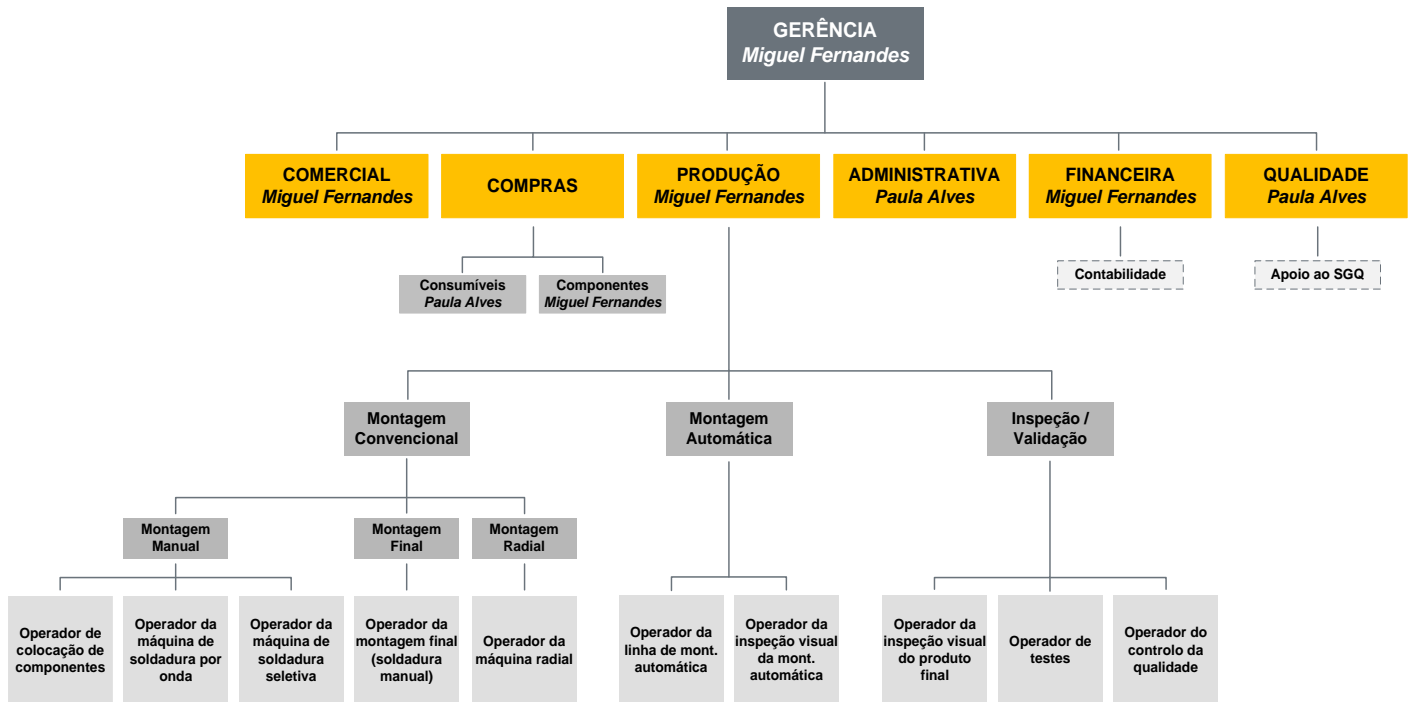 GERÊNCIA
Miguel Fernandes
COMERCIAL
Miguel Fernandes
COMPRAS
PRODUÇÃO
Miguel Fernandes
ADMINISTRATIVA
Paula Alves
FINANCEIRA
Miguel Fernandes
QUALIDADE
Paula Alves
Consumíveis
Paula Alves
Componentes
Miguel Fernandes
Contabilidade
Apoio ao SGQ
Montagem
Convencional
Montagem
Automática
Inspeção /
Validação
Montagem
Manual
Montagem
Final
Montagem
Radial
Operador de
colocação de
componentes
Operador da
máquina de
soldadura por
onda
Operador da
máquina de
soldadura
seletiva
Operador da
montagem final
(soldadura
manual)
Operador da
máquina radial
Operador da
linha de mont.
automática
Operador da
inspeção visual
da mont.
automática
Operador da
inspeção visual
do produto
final
Operador de
testes
Operador do
controlo da
qualidade